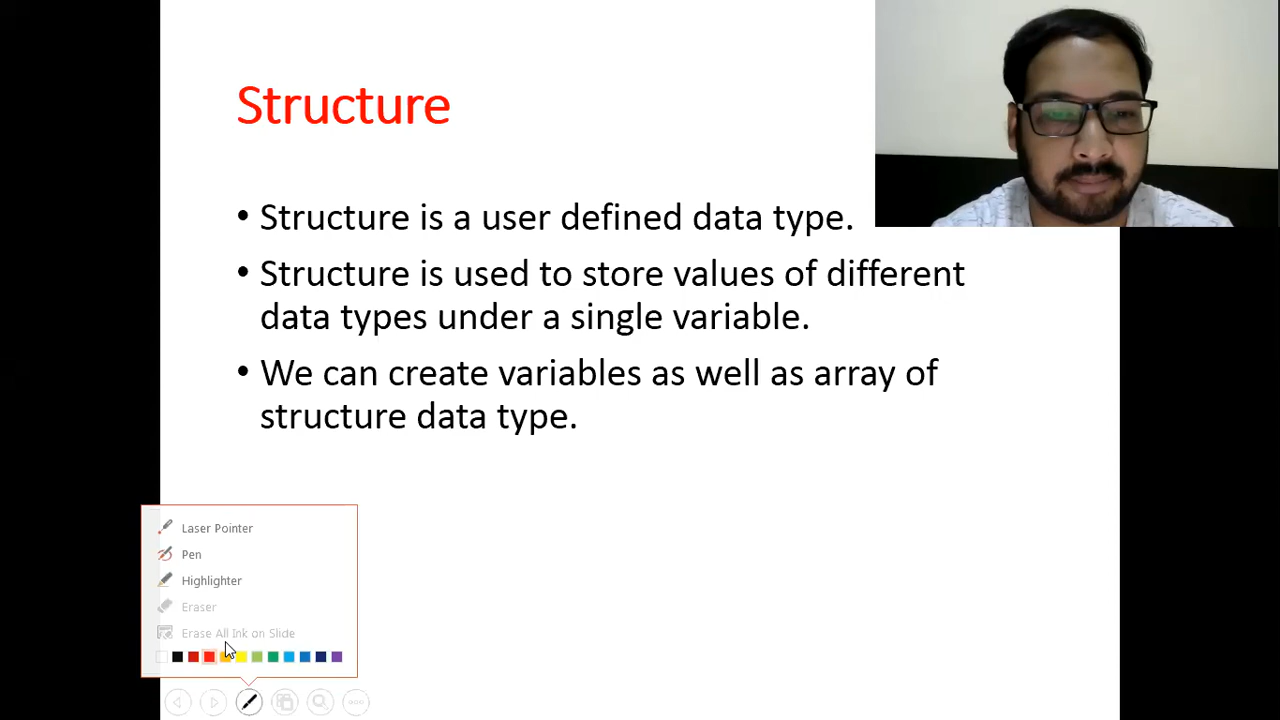 Structure
• Structure is a user defined data type.
• Structure is used to store values of different
data types under a single variable.
• We can create variables as well as array of
structure data type.
Laser Pointer
Pen
Highlighter
Eraser
Erase All Ink on Slide